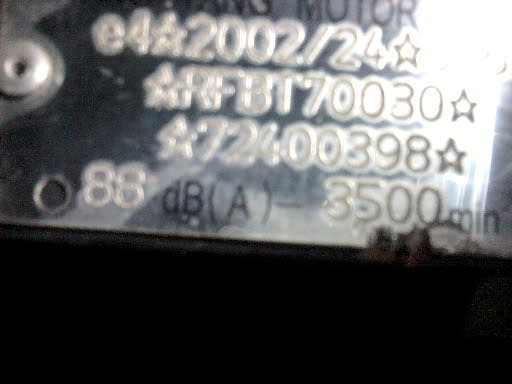 MOTOR
e4☆2002/24☆
☆RFBT70030☆
☆72400398☆
88 dB(A)- 3500 min